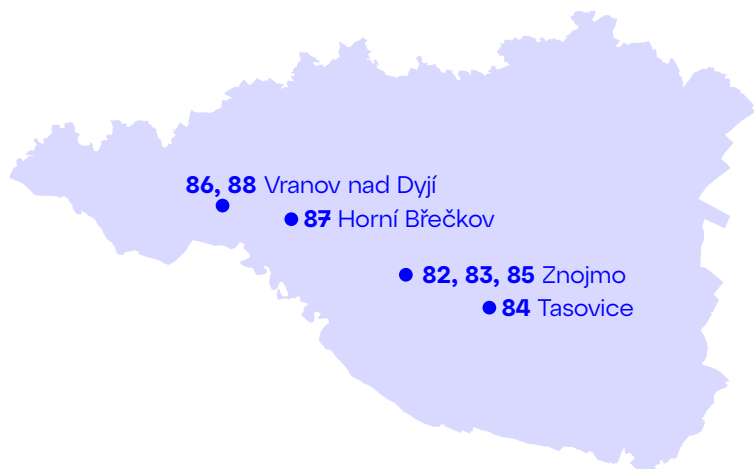 86, 88 Vranov nad Dyjí
87 Horní Břečkov
82, 83, 85 Znojmo
84 Tasovice